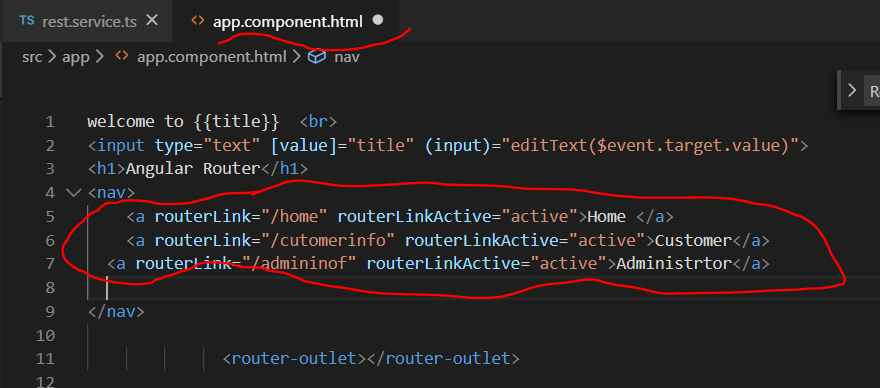 TS rest.service.ts
<> app.component.html
src > app > <> app.component.html > nav
R
1 welcome to {{title}} <br>
2 <input type="text" [value]="title" (input)="editText($event.target.value)">
3 <h1>Angular Router</h1>
4 <nav>
5 <a routerLink="/home" routerLinkActive="active">Home </a>
6 <a routerLink="/cutomerinfo" routerLinkActive="active">Customer</a>
7 <a routerLink="/admininof" routerLinkActive="active">Administrtor</a>
8
9 </nav>
10
11 <router-outlet></router-outlet>
12